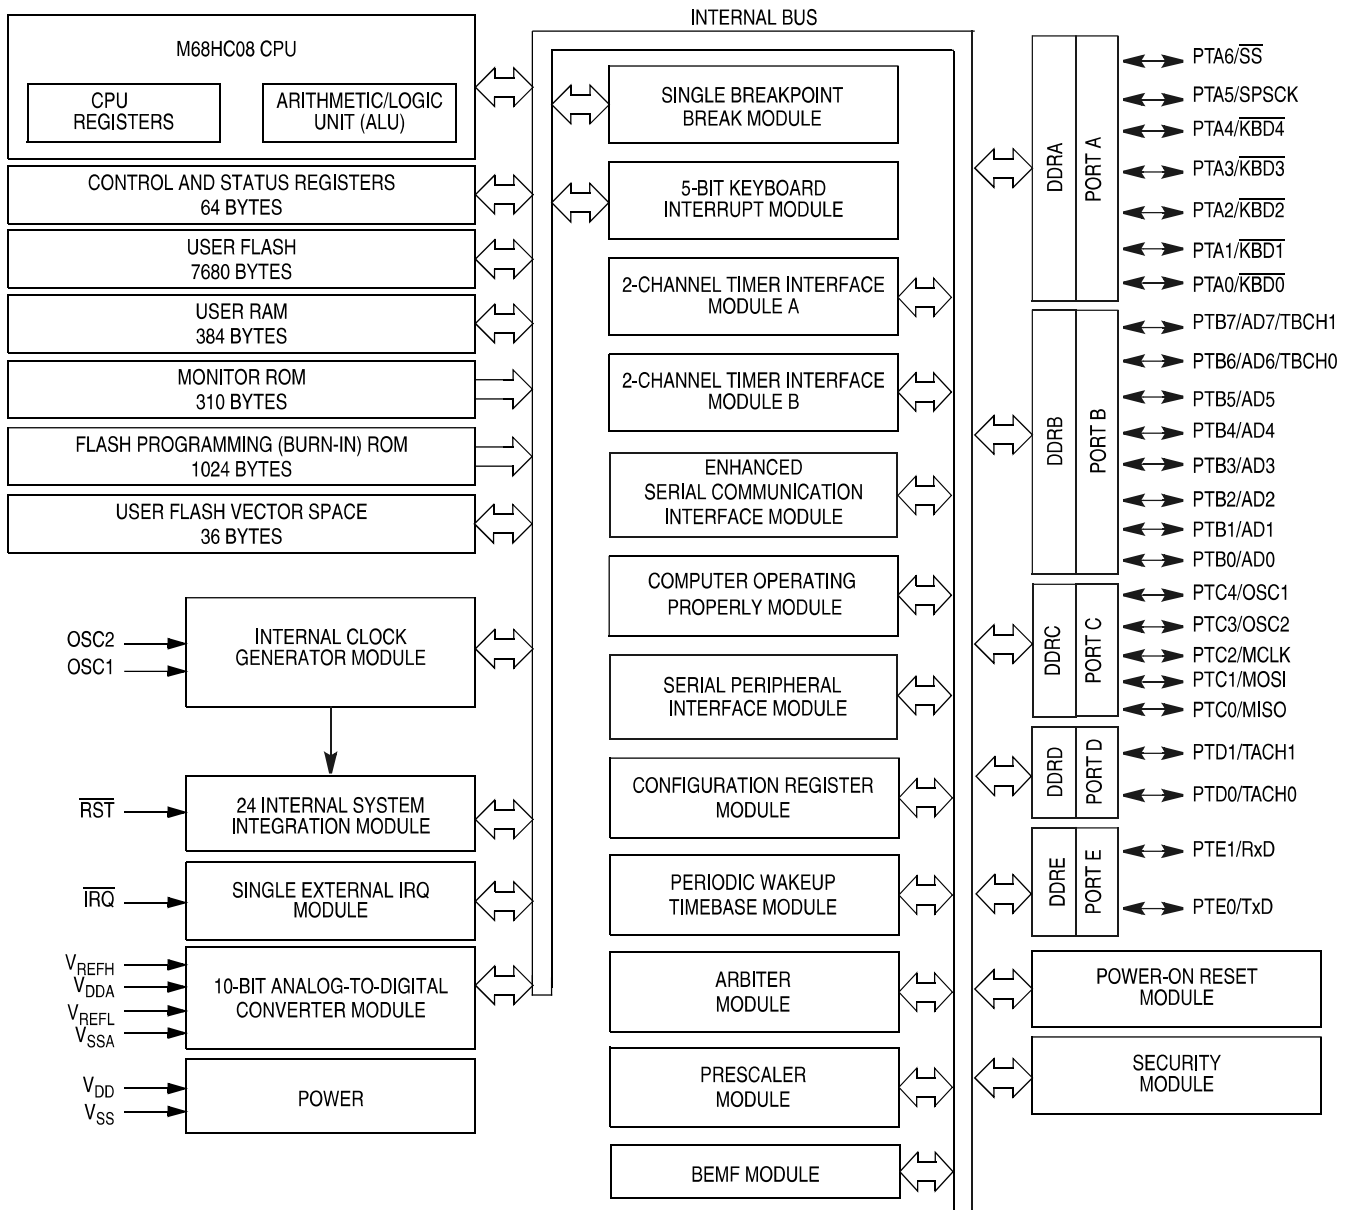 INTERNAL BUS
M68HC08 CPU
CPU
REGISTERS
ARITHMETIC/LOGIC
UNIT (ALU)
CONTROL AND STATUS REGISTERS
64 BYTES
USER FLASH
7680 BYTES
USER RAM
384 BYTES
MONITOR ROM
310 BYTES
FLASH PROGRAMMING (BURN-IN) ROM
1024 BYTES
USER FLASH VECTOR SPACE
36 BYTES
OSC2
OSC1
INTERNAL CLOCK
GENERATOR MODULE
RST
24 INTERNAL SYSTEM
INTEGRATION MODULE
IRQ
SINGLE EXTERNAL IRQ
MODULE
VREFH
VDDA
VREFL
VSSA
10-BIT ANALOG-TO-DIGITAL
CONVERTER MODULE
VDD
VSS
POWER
SINGLE BREAKPOINT
BREAK MODULE
5-BIT KEYBOARD
INTERRUPT MODULE
2-CHANNEL TIMER INTERFACE
MODULE A
2-CHANNEL TIMER INTERFACE
MODULE B
ENHANCED
SERIAL COMMUNICATION
INTERFACE MODULE
COMPUTER OPERATING
PROPERLY MODULE
SERIAL PERIPHERAL
INTERFACE MODULE
CONFIGURATION REGISTER
MODULE
PERIODIC WAKEUP
TIMEBASE MODULE
ARBITER
MODULE
PRESCALER
MODULE
BEMF MODULE
DDRA
PORT A
PTA6/SS
PTA5/SPSCK
PTA4/KBD4
PTA3/KBD3
PTA2/KBD2
PTA1/KBD1
PTA0/KBD0
DDRB
PORT B
PTB7/AD7/TBCH1
PTB6/AD6/TBCH0
PTB5/AD5
PTB4/AD4
PTB3/AD3
PTB2/AD2
PTB1/AD1
PTB0/AD0
DDRC
PORT C
PTC4/OSC1
PTC3/OSC2
PTC2/MCLK
PTC1/MOSI
PTC0/MISO
DDRD
PORT D
PTD1/TACH1
PTD0/TACH0
DDRE
PORT E
PTE1/RxD
PTE0/TxD
POWER-ON RESET
MODULE
SECURITY
MODULE